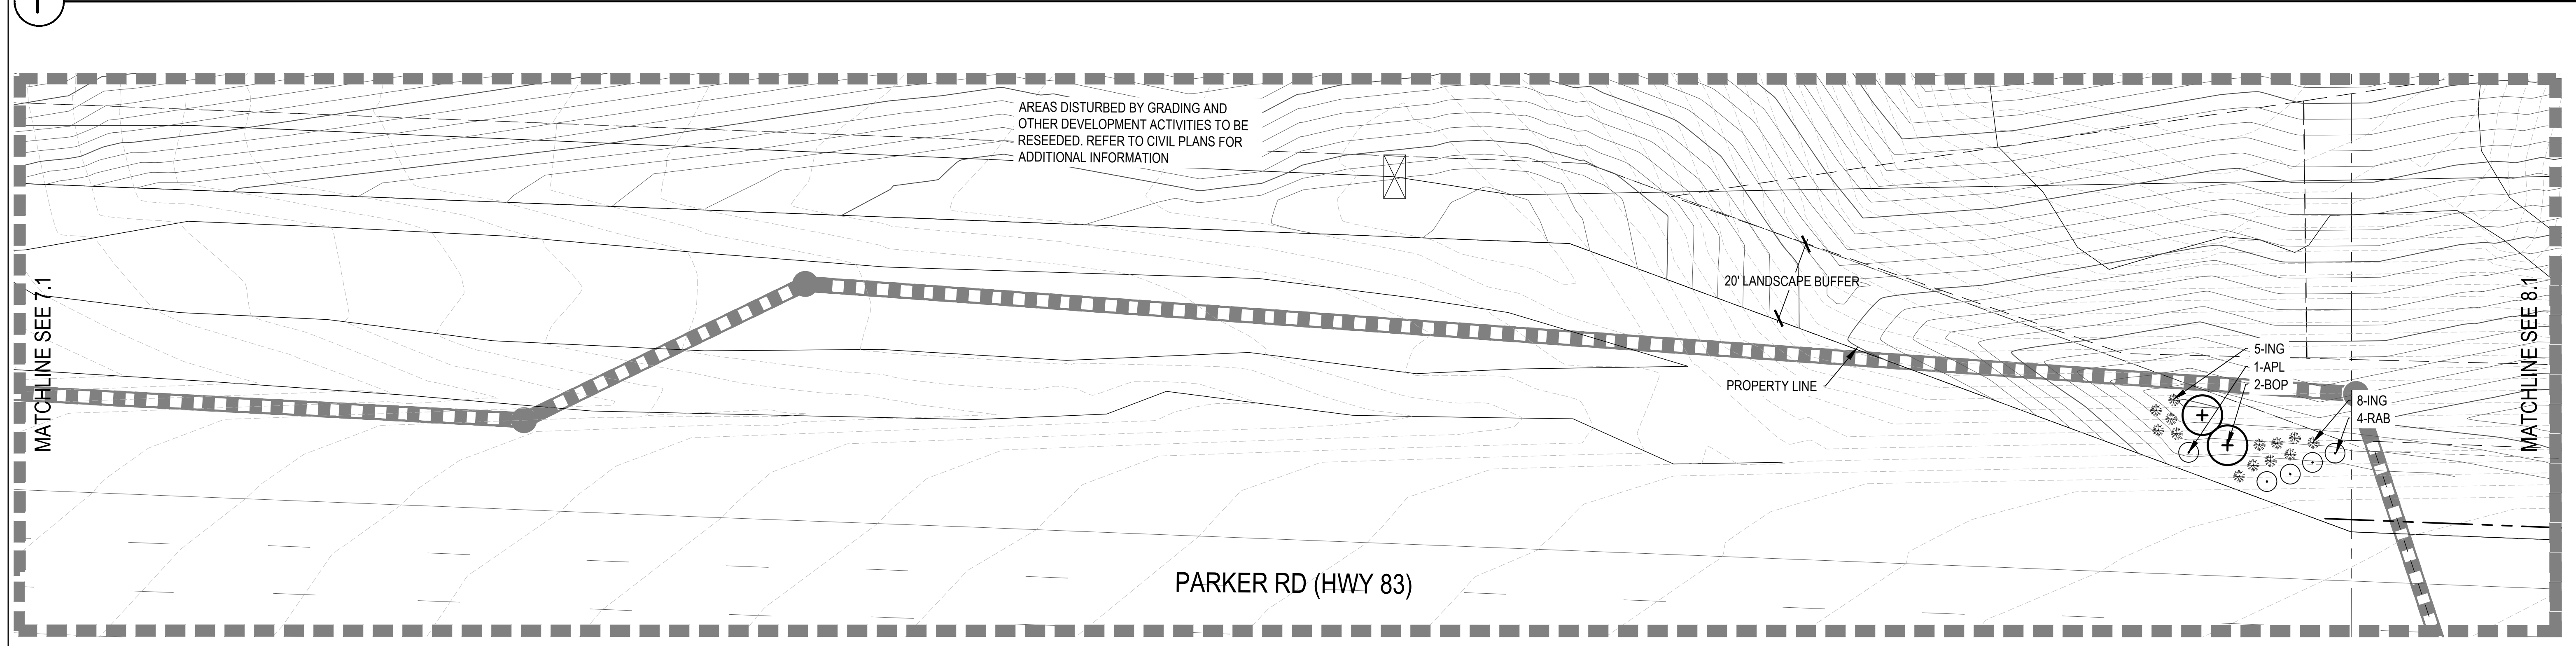 AREAS DISTURBED BY GRADING AND
OTHER DEVELOPMENT ACTIVITIES TO BE
RESEEDED. REFER TO CIVIL PLANS FOR
ADDITIONAL INFORMATION
20' LANDSCAPE BUFFER
PROPERTY LINE
MATCHLINE SEE 7.1
MATCHLINE SEE 8.1
5-ING
1-APL
2-BOP
8-ING
4-RAB
PARKER RD (HWY 83)